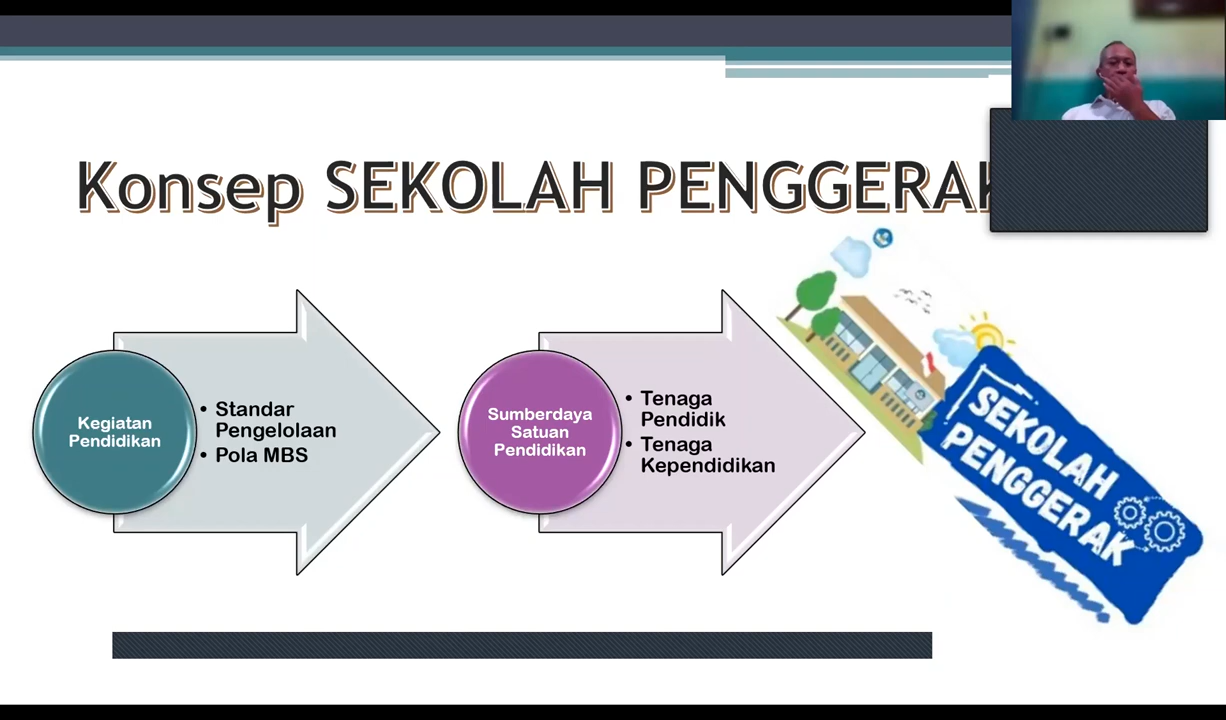 Konsep SEKOLAH PENGGERAK
Kegiatan
Pendidikan
• Standar
Pengelolaan
• Pola MBS
Sumberdaya
Satuan
Pendidikan
• Tenaga
Pendidik
• Tenaga
Kependidikan
SEKOLAH
PENGGERAK